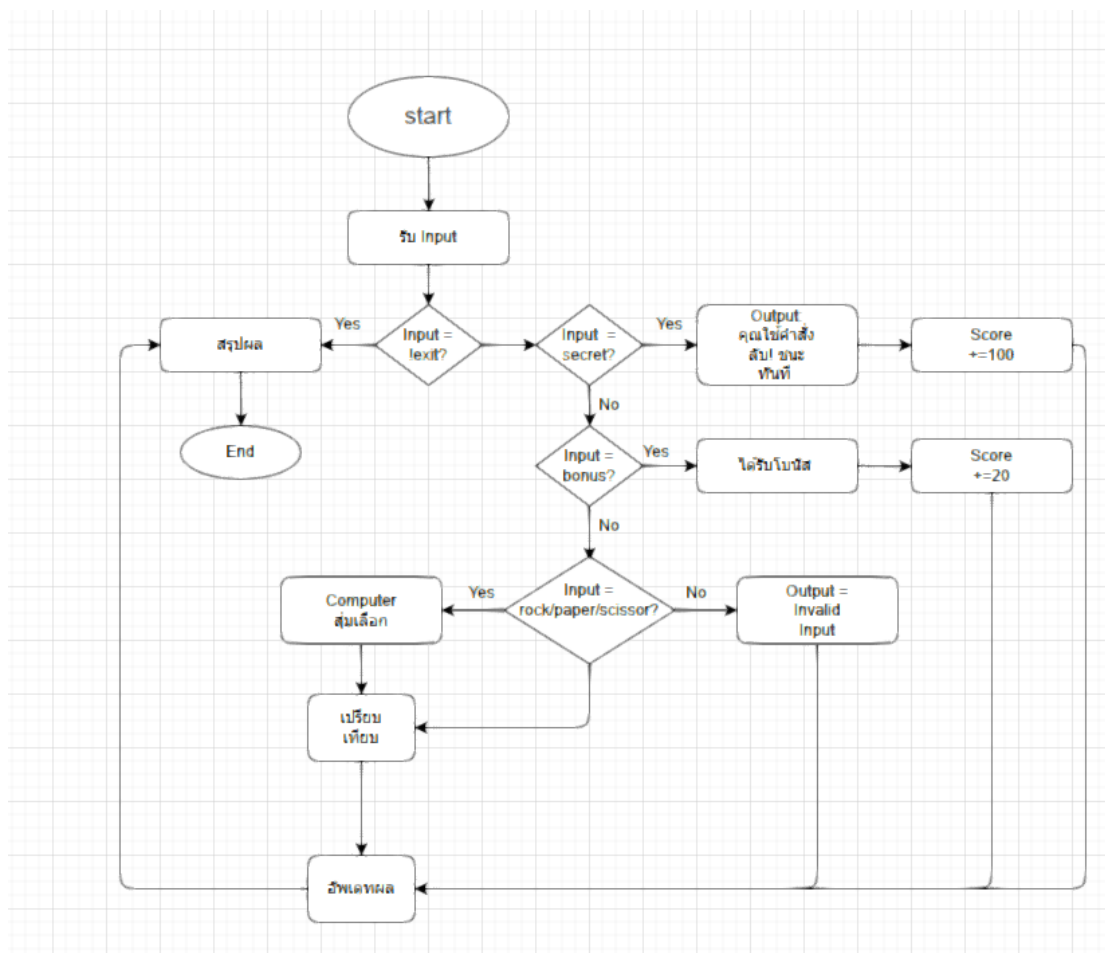 start
รับ Input
Yes
Input =
!exit?
สรุปผล
End
Input =
secret?
Yes
Output:
คุณใช้คำสั่ง
ลับ! ชนะ
ทันที
Score
+=100
No
Input =
bonus?
Yes
ได้รับโบนัส
Score
+=20
No
Input =
rock/paper/scissor?
Yes
Computer
สุ่มเลือก
No
Output =
Invalid
Input
เปรียบ
เทียบ
อัพเดทผล